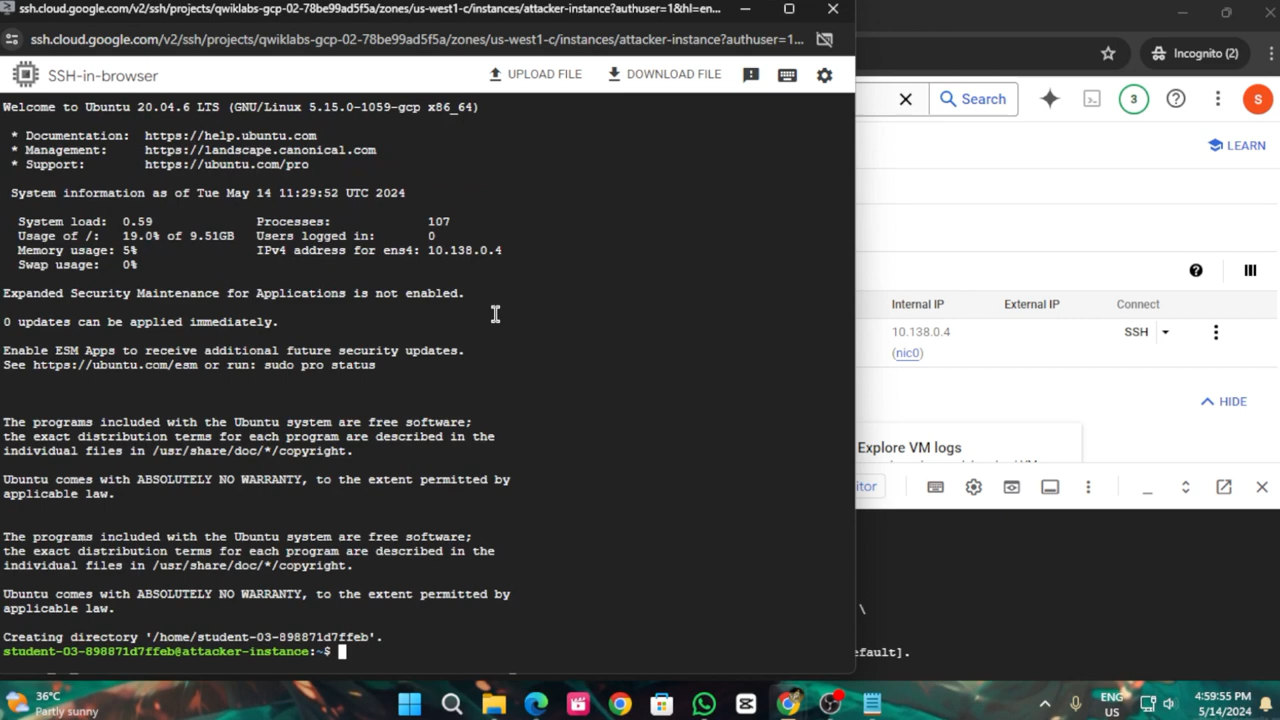 ssh.cloud.google.com/v2/ssh/projects/qwiklabs-gcp-02-78be99ad5f5a/zones/us-west1-c/instances/attacker-instance?authuser=1&hl=en...
ssh.cloud.google.com/v2/ssh/projects/qwiklabs-gcp-02-78be99ad5f5a/zones/us-west1-c/instances/attacker-instance?authuser=1...
SSH-in-browser
UPLOAD FILE
DOWNLOAD FILE
Welcome to Ubuntu 20.04.6 LTS (GNU/Linux 5.15.0-1059-gcp x86_64)
* Documentation: https://help.ubuntu.com
* Management: https://landscape.canonical.com
* Support: https://ubuntu.com/pro
System information as of Tue May 14 11:29:52 UTC 2024
System load: 0.59 Processes: 107
Usage of /: 19.0% of 9.51GB Users logged in: 0
Memory usage: 5% IPv4 address for ens4: 10.138.0.4
Swap usage: 0%
Expanded Security Maintenance for Applications is not enabled.
0 updates can be applied immediately.
Enable ESM Apps to receive additional future security updates.
See https://ubuntu.com/esm or run: sudo pro status
The programs included with the Ubuntu system are free software;
the exact distribution terms for each program are described in the
individual files in /usr/share/doc/*/copyright.
Ubuntu comes with ABSOLUTELY NO WARRANTY, to the extent permitted by
applicable law.
The programs included with the Ubuntu system are free software;
the exact distribution terms for each program are described in the
individual files in /usr/share/doc/*/copyright.
Ubuntu comes with ABSOLUTELY NO WARRANTY, to the extent permitted by
applicable law.
Creating directory '/home/student-03-898871d7ffeb'.
student-03-898871d7ffeb@attacker-instance:~$
Incognito (2)
Search
3
S
LEARN
Internal IP External IP Connect
10.138.0.4 SSH
(nic0)
HIDE
Explore VM logs
itor
\
efault].
36°C
Partly sunny
ENG
US
4:59:55 PM
5/14/2024